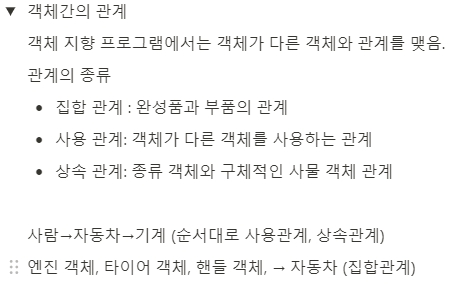 객체간의 관계
객체 지향 프로그램에서는 객체가 다른 객체와 관계를 맺음.
관계의 종류
• 집합 관계 : 완성품과 부품의 관계
• 사용 관계: 객체가 다른 객체를 사용하는 관계
• 상속 관계: 종류 객체와 구체적인 사물 객체 관계
사람→자동차→기계 (순서대로 사용관계, 상속관계)
엔진 객체, 타이어 객체, 핸들 객체, → 자동차 (집합관계)